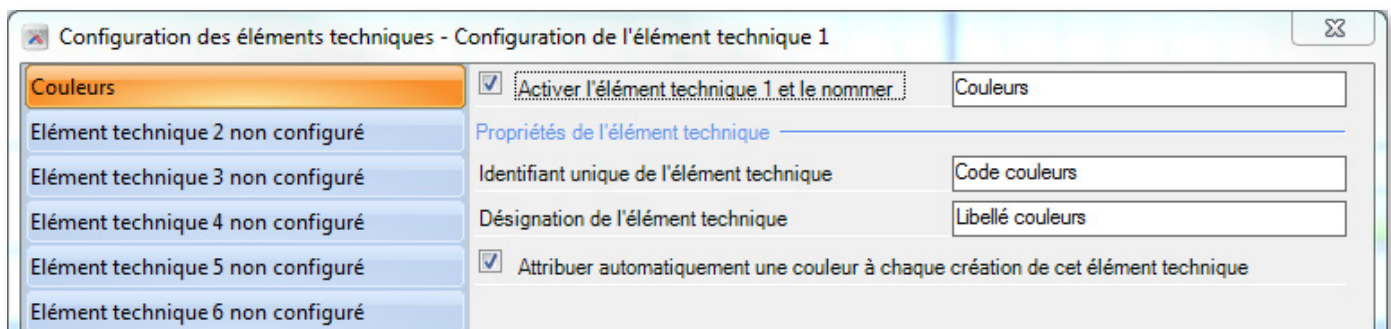 Configuration des éléments techniques - Configuration de l'élément technique 1
Couleurs
Elément technique 2 non configuré
Elément technique 3 non configuré
Elément technique 4 non configuré
Elément technique 5 non configuré
Elément technique 6 non configuré
Activer l'élément technique 1 et le nommer Couleurs
Propriétés de l'élément technique
Identifiant unique de l'élément technique Code couleurs
Désignation de l'élément technique Libellé couleurs
Attribuer automatiquement une couleur à chaque création de cet élément technique